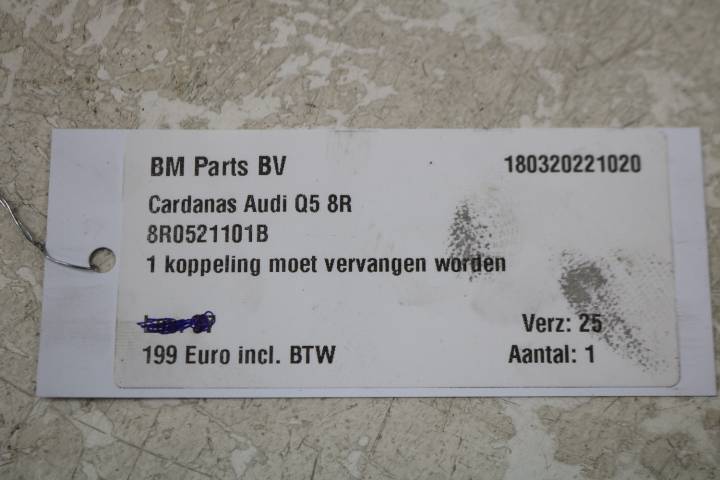 BM Parts BV 180320221020
Cardanas Audi Q5 8R
8R0521101B
1 koppeling moet vervangen worden
Verz: 25
199 Euro incl. BTW Aantal: 1